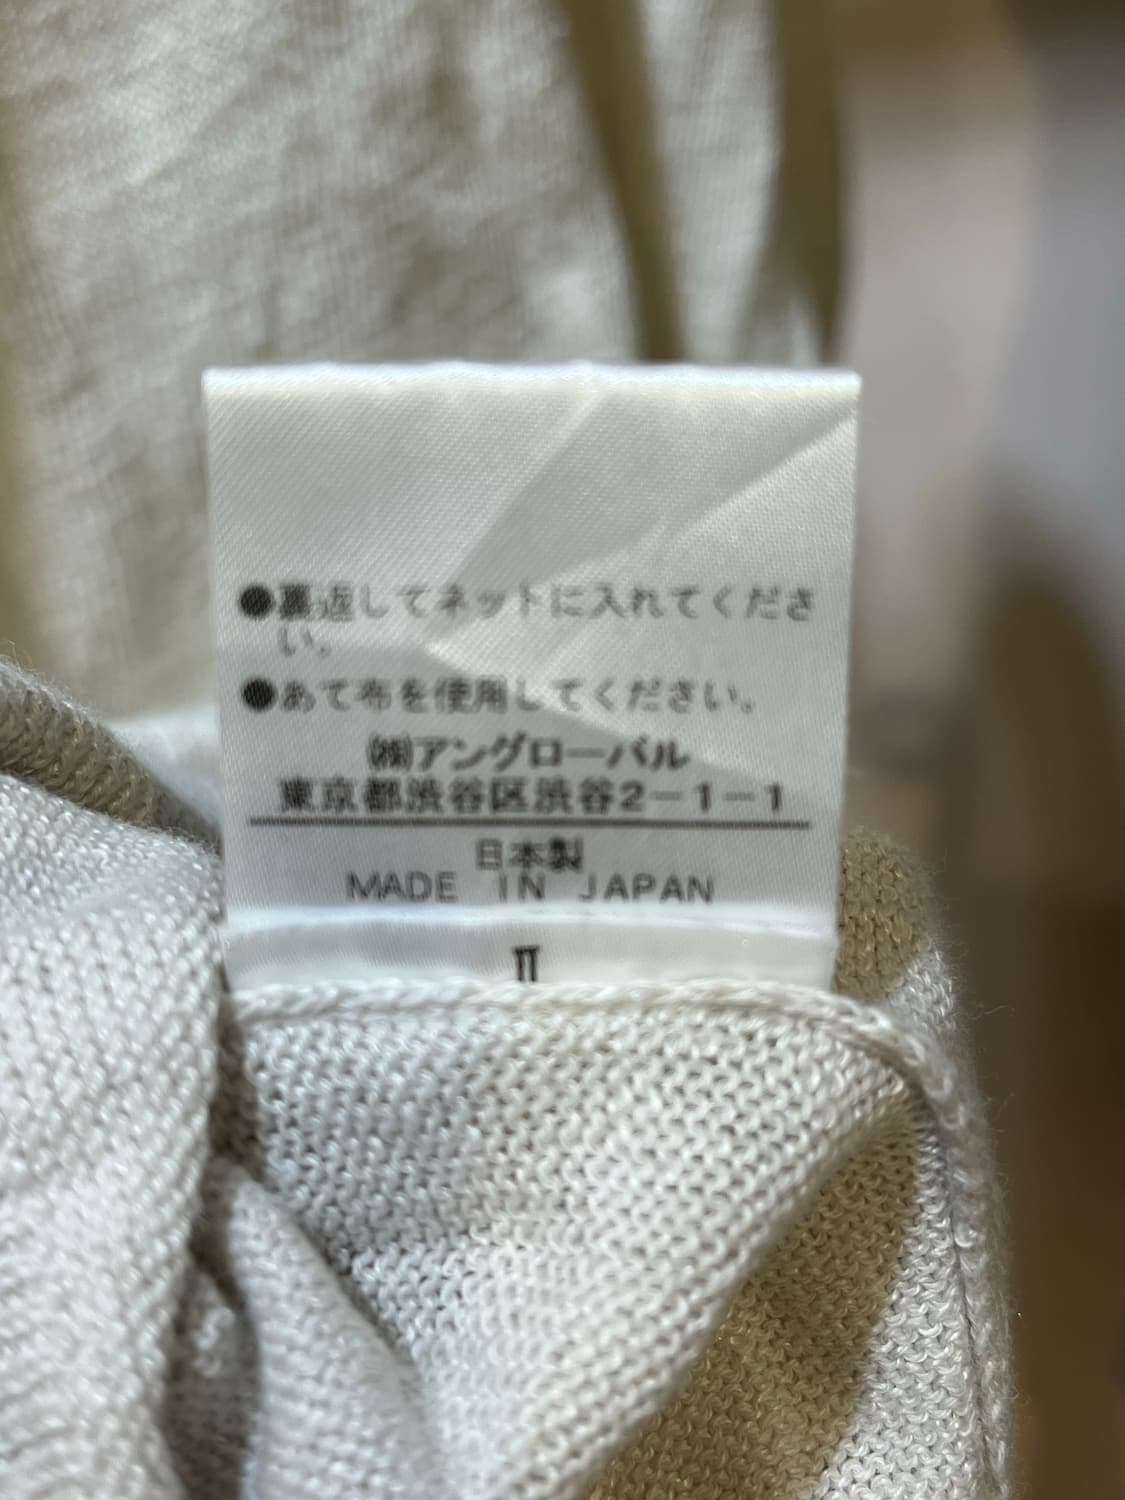 ●裏返してネットに入れてくださ
い。
●あて布を使用してください。
㈱アングローバル
東京都渋谷区渋谷2-1-1
日本製
MADE IN JAPAN